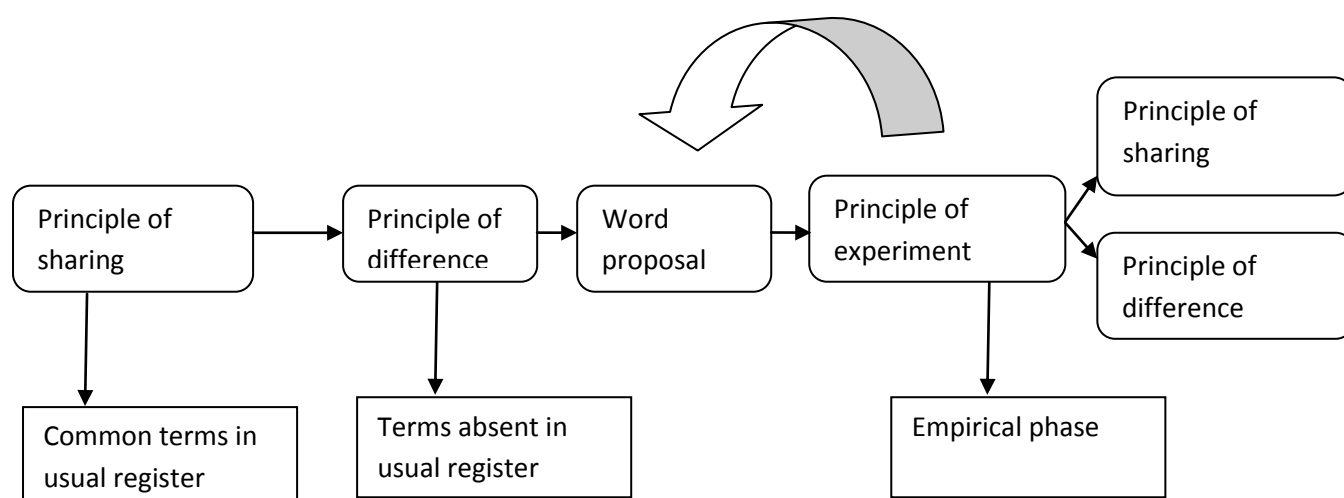 Principle of
sharing
Principle of
difference
Word
proposal
Principle of
experiment
Principle of
sharing
Principle of
difference
Common terms in
usual register
Terms absent in
usual register
Empirical phase